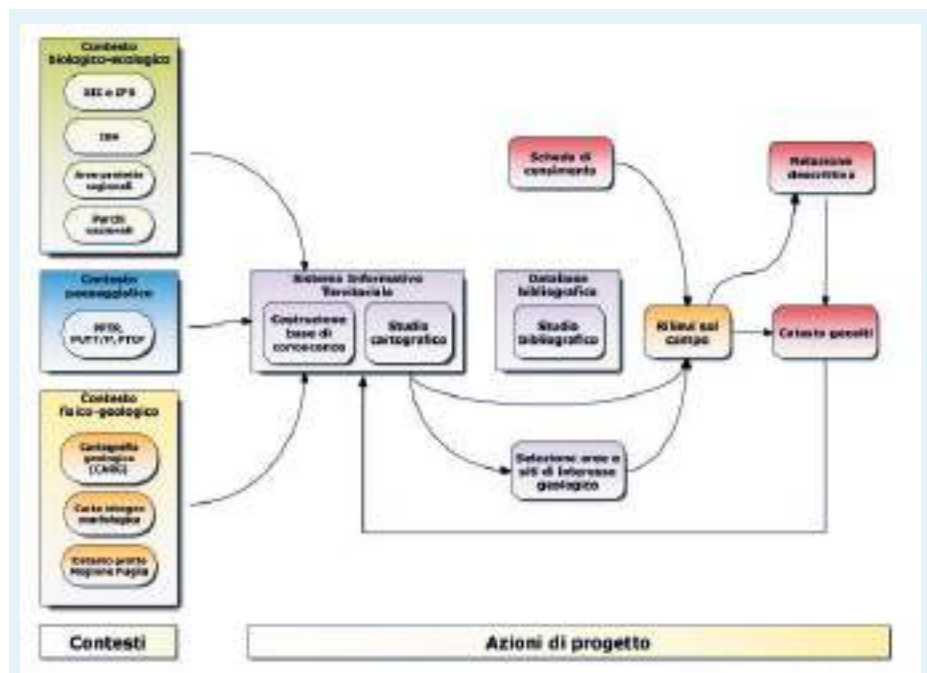 Contesto
biologico-ecologico
SIC e ZPS
IBA
Aree protette
regionali
Parchi
nazionali
Contesto
paesaggistico
PPTR,
PUTT/P, PTCP
Contesto
fisico-geologico
Cartografia
geologica
(CARG)
Carta idrogeo
morfologica
Catasto grotte
Regione Puglia
Sistema Informativo
Territoriale
Costruzione
base di
conoscenza
Studio
cartografico
Database
bibliografico
Studio
bibliografico
Scheda di
censimento
Relazione
descrittiva
Rilievi sul
campo
Catasto geositi
Selezione aree e
siti di interesse
geologico
Contesti
Azioni di progetto